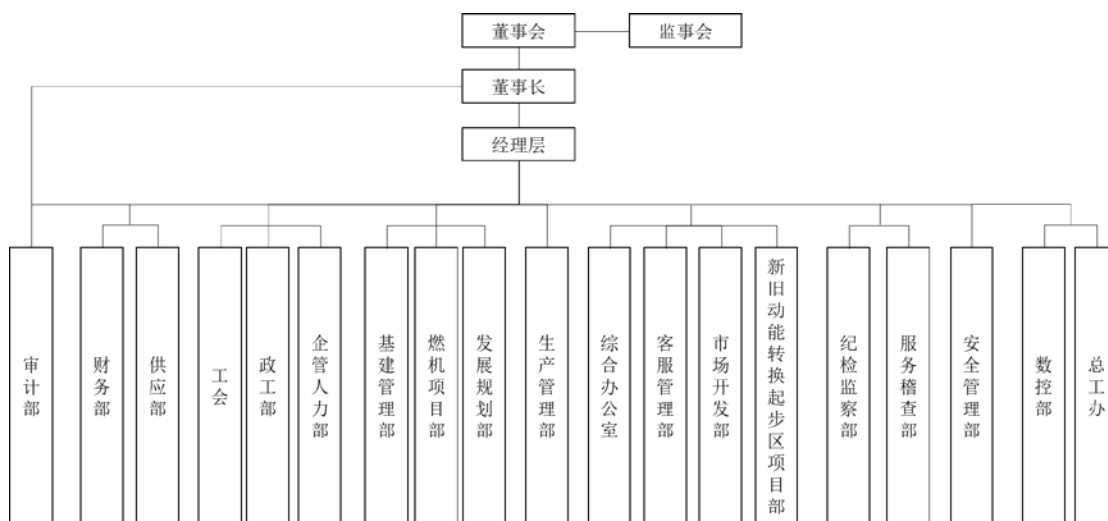 董事会
监事会
董事长
经理层
审计部
财务部
供应部
工会
政工部
企管人力部
基建管理部
燃机项目部
发展规划部
生产管理部
综合办公室
客服管理部
市场开发部
新旧动能转换起步区项目部
纪检监察部
服务稽查部
安全管理部
数控部
总工办